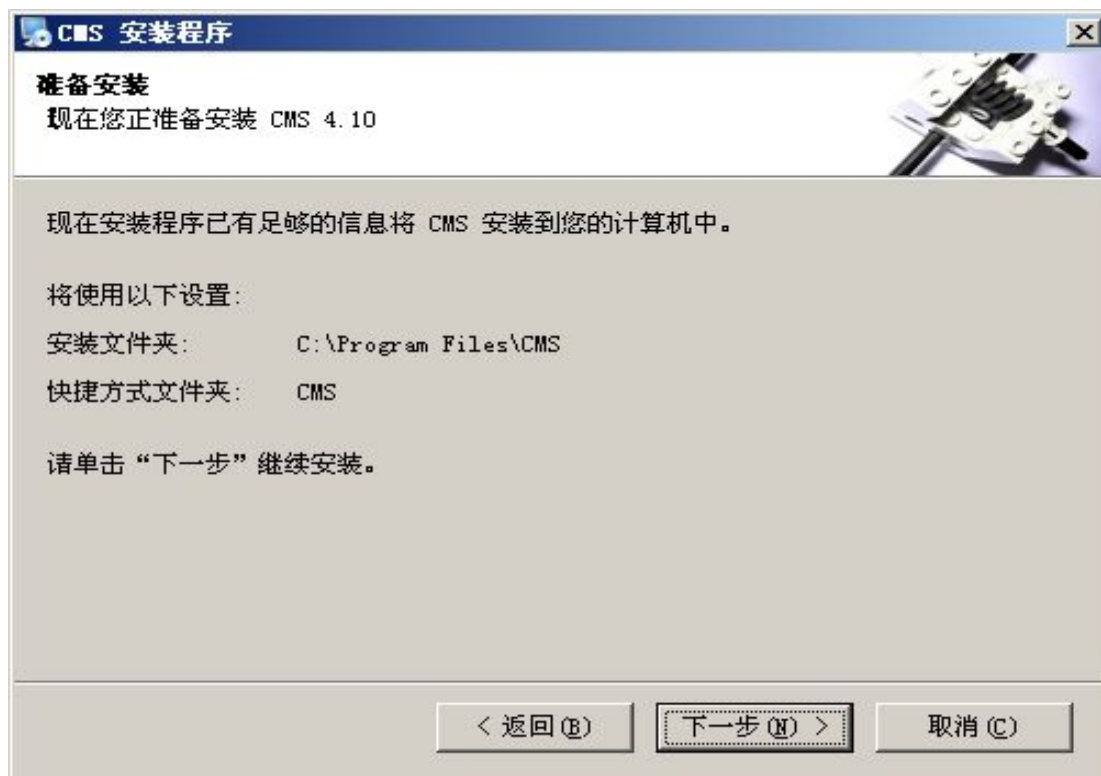 CMS 安装程序
准备安装
现在您正准备安装 CMS 4.10
现在安装程序已有足够的信息将 CMS 安装到您的计算机中。
将使用以下设置:
安装文件夹: C:\Program Files\CMS
快捷方式文件夹: CMS
请单击“下一步”继续安装。
< 返回(B) 下一步(N) > 取消(C)